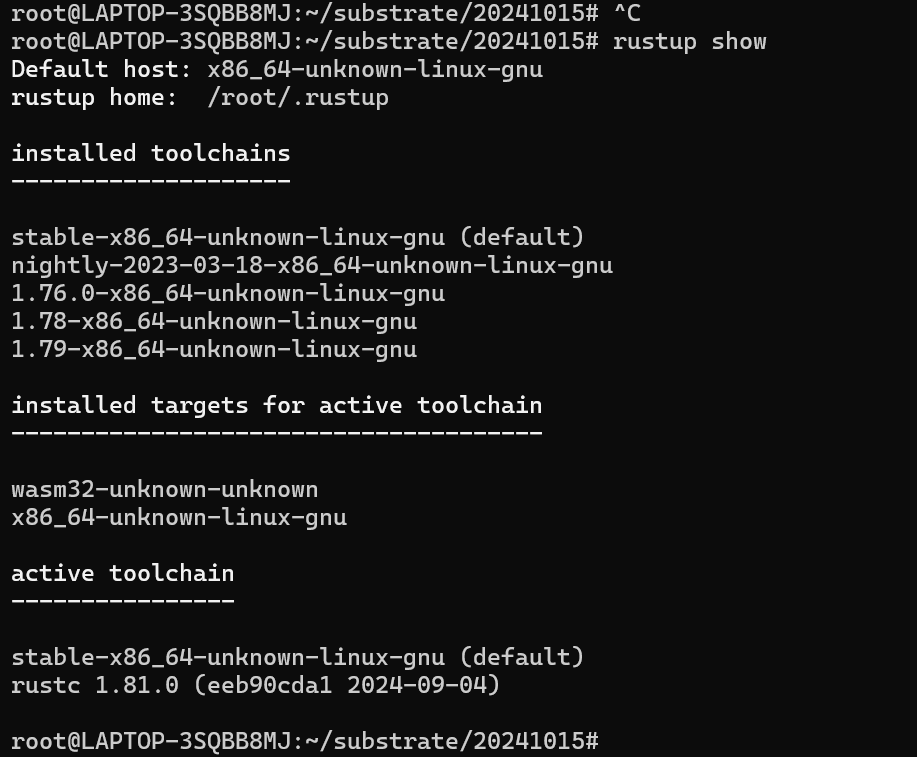 root@LAPTOP-3SQBB8MJ:~/substrate/20241015# ^C
root@LAPTOP-3SQBB8MJ:~/substrate/20241015# rustup show
Default host: x86_64-unknown-linux-gnu
rustup home:  /root/.rustup
installed toolchains
--------------------
stable-x86_64-unknown-linux-gnu (default)
nightly-2023-03-18-x86_64-unknown-linux-gnu
1.76.0-x86_64-unknown-linux-gnu
1.78-x86_64-unknown-linux-gnu
1.79-x86_64-unknown-linux-gnu
installed targets for active toolchain
--------------------------------------
wasm32-unknown-unknown
x86_64-unknown-linux-gnu
active toolchain
----------------
stable-x86_64-unknown-linux-gnu (default)
rustc 1.81.0 (eeb90cda1 2024-09-04)
root@LAPTOP-3SQBB8MJ:~/substrate/20241015#